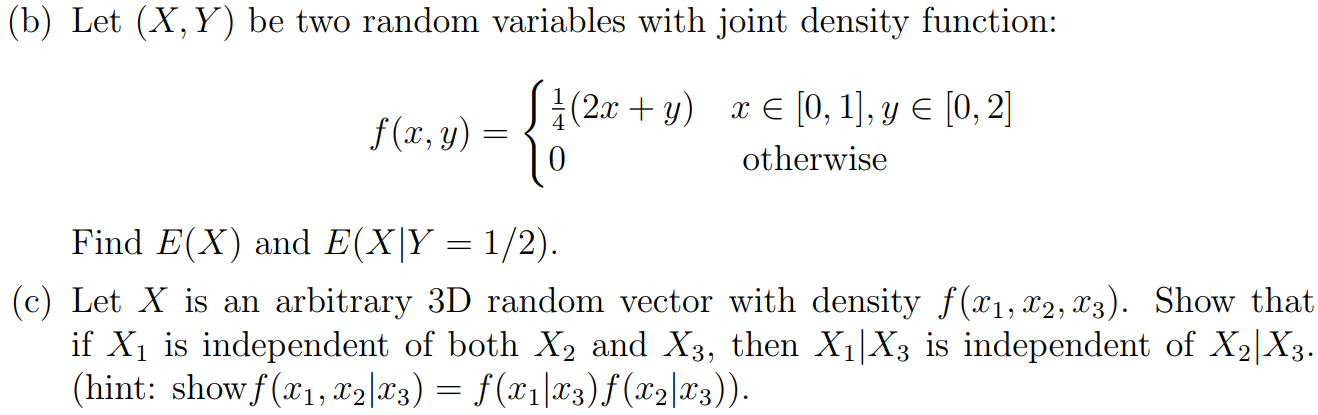 (b) Let (X, Y) be two random variables with joint density function:
f(x, y) = { 1/4 (2x + y)   x ∈ [0, 1], y ∈ [0, 2]
0   otherwise
Find E(X) and E(X|Y = 1/2).
(c) Let X is an arbitrary 3D random vector with density f(x₁, x₂, x₃). Show that
if X₁ is independent of both X₂ and X₃, then X₁|X₃ is independent of X₂|X₃.
(hint: showf(x₁, x₂|x₃) = f(x₁|x₃)f(x₂|x₃)).